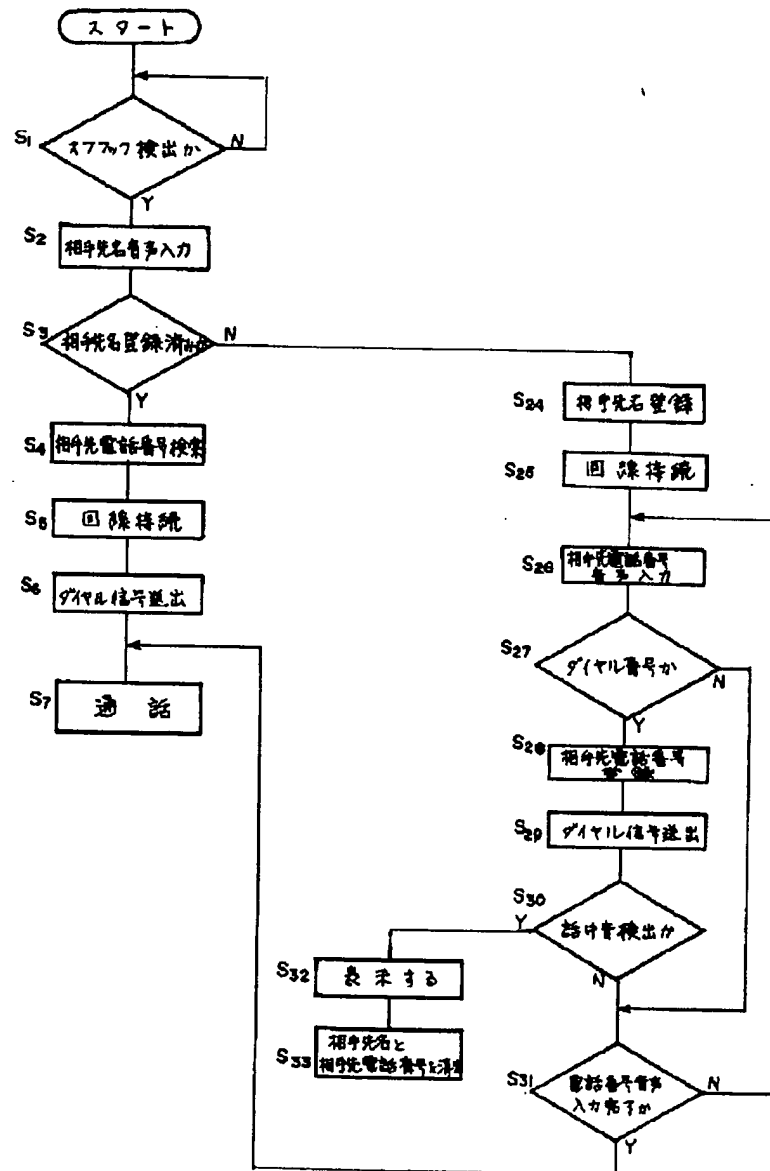 スタート
S1
オフフック検出か
N
Y
S2
相手先名音声入力
S3
相手先名登録済みか
N
Y
S4
相手先電話番号検索
S5
回線接続
S6
ダイヤル信号送出
S7
通話
S24
相手先名登録
S25
回線接続
S26
相手先電話番号
音声入力
S27
ダイヤル番号か
N
Y
S28
相手先電話番号
登録
S29
ダイヤル信号送出
S30
話中音検出か
Y
N
S32
表示する
S33
相手先名と
相手先電話番号を消去
S31
電話番号音声
入力完了か
N
Y